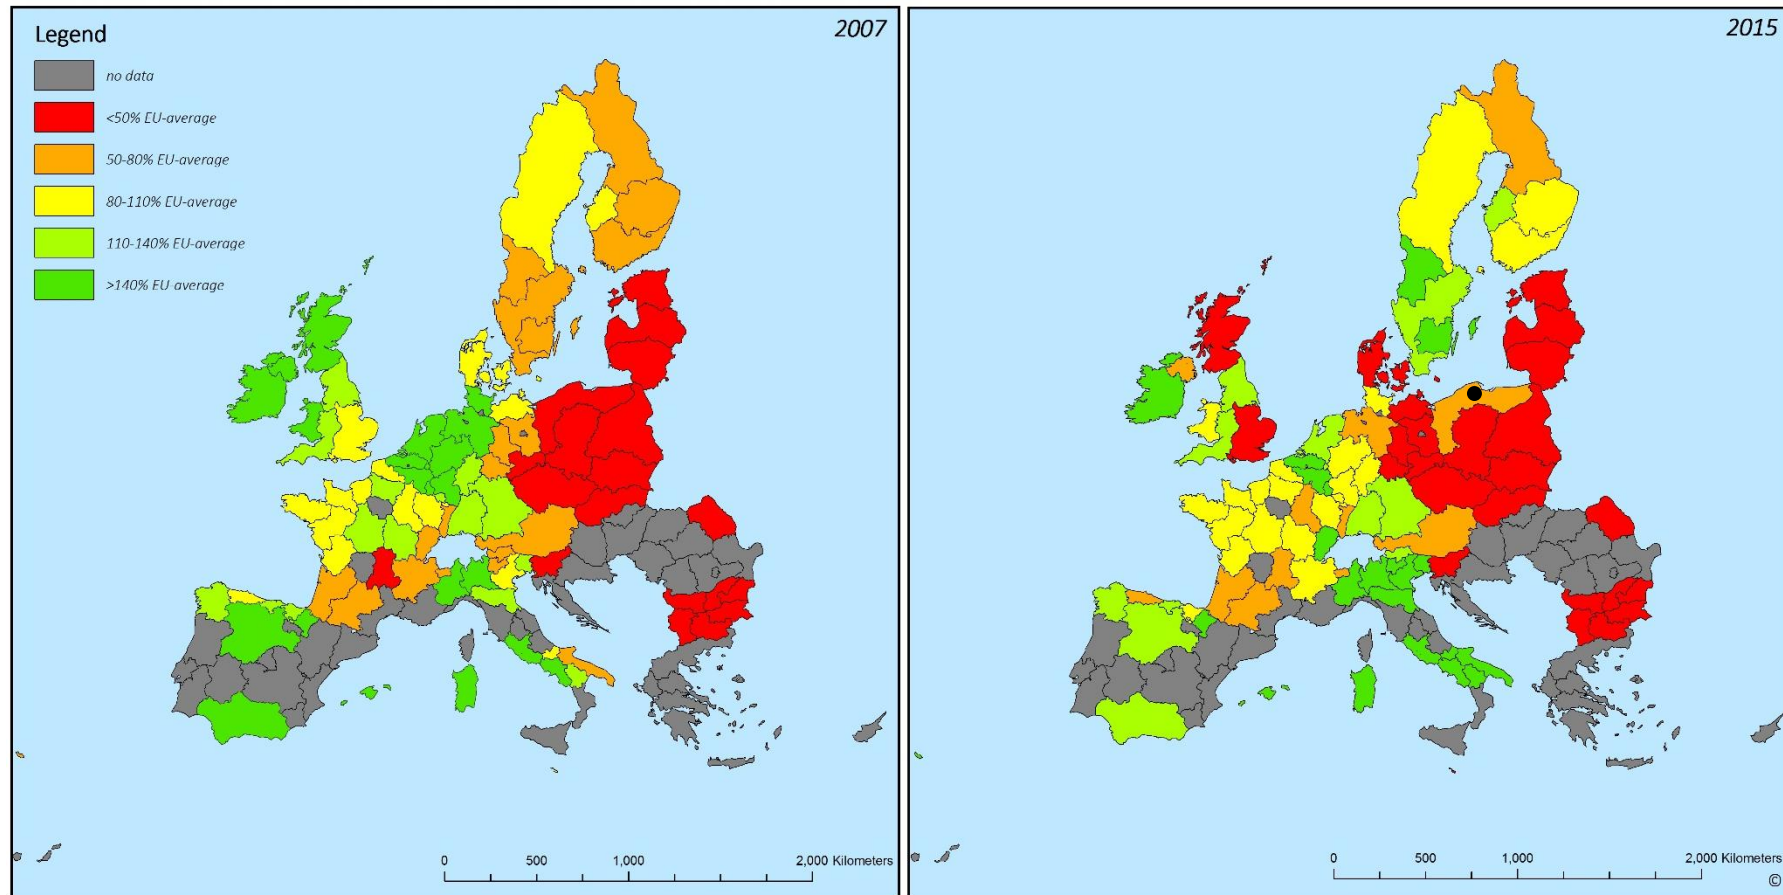 Legend
no data
<50% EU-average
50-80% EU-average
80-110% EU-average
110-140% EU-average
>140% EU-average
2007
0 500 1,000 2,000 Kilometers
2015
0 500 1,000 2,000 Kilometers
©